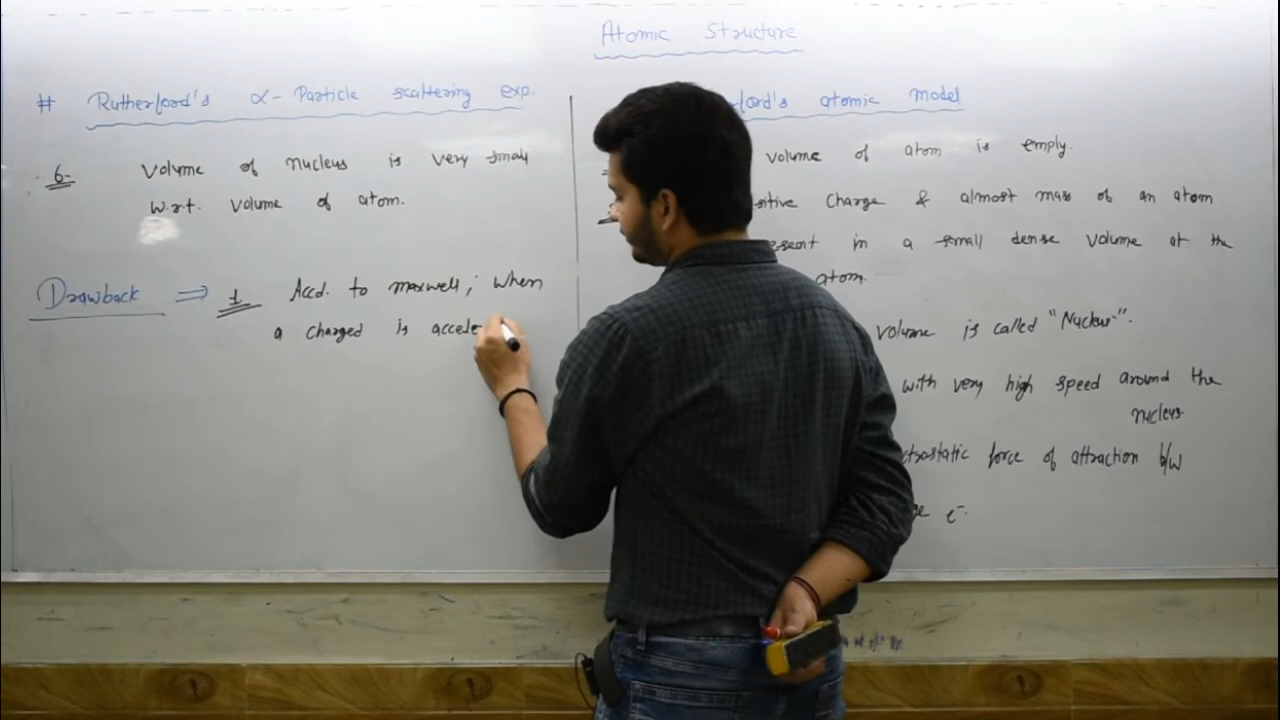 Atomic Structure
# Rutherford's α-Particle scattering exp.
6- Volume of nucleus is very small
w.r.t. volume of atom.
Drawback ⇒ 1 Accd. to maxwell; when
a charged is accele
ford's atomic model
volume of atom is emply.
sitive charge & almost mass of an atom
esent in a small dense volume at the
atom.
volume is called "Nucleus".
with very high speed around the
nucleus.
ctrostatic force of attraction b/w
e⁻.